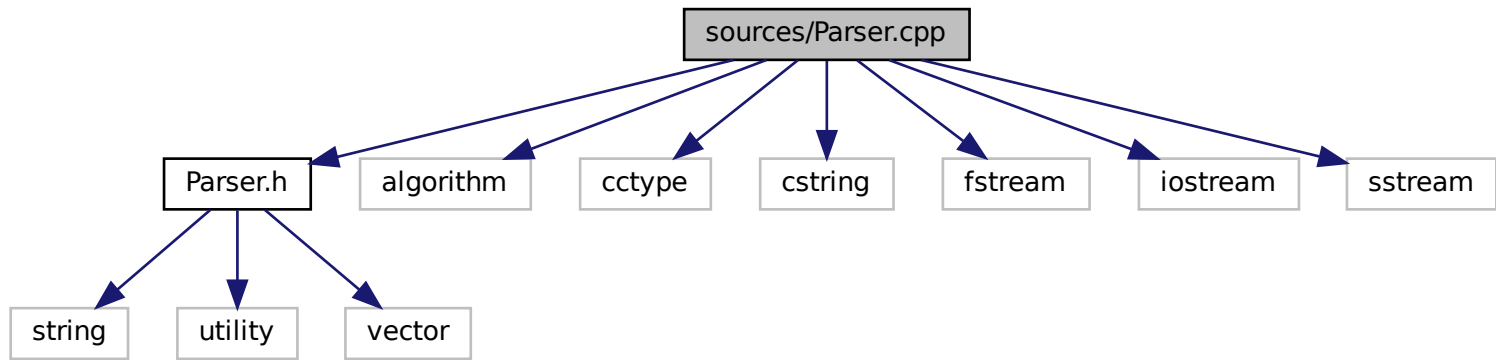 sources/Parser.cpp
Parser.h
algorithm
cctype
cstring
fstream
iostream
sstream
string
utility
vector